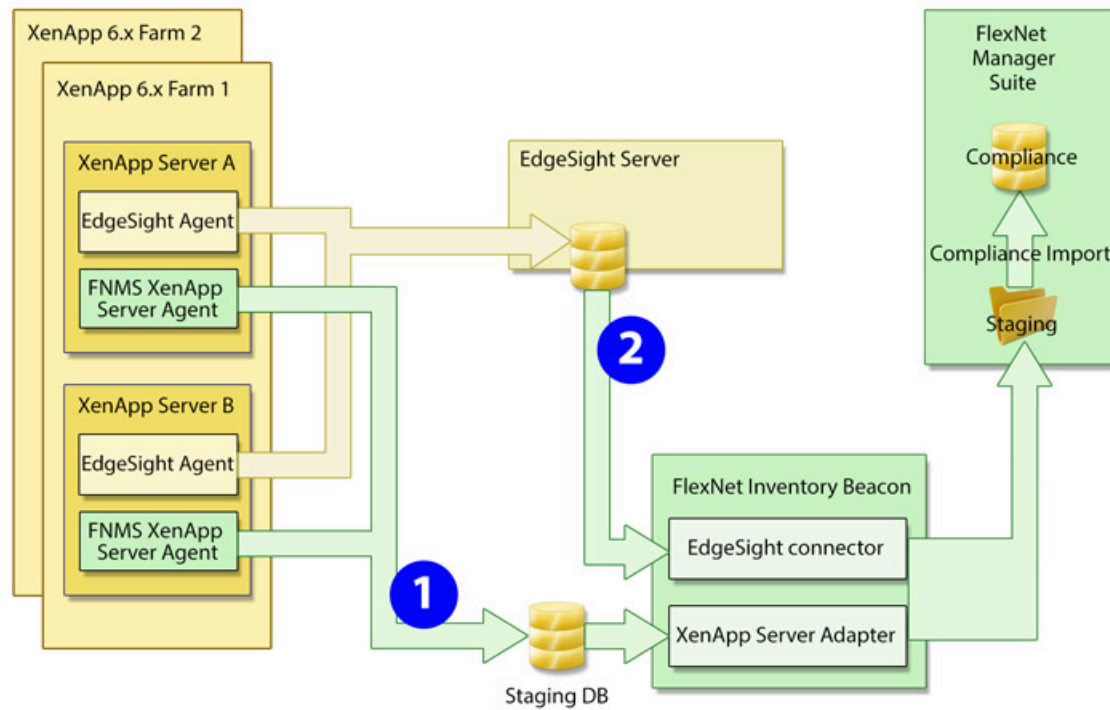 XenApp 6.x Farm 2
XenApp 6.x Farm 1
XenApp Server A
EdgeSight Agent
FNMS XenApp
Server Agent
XenApp Server B
EdgeSight Agent
FNMS XenApp
Server Agent
EdgeSight Server
2
1
Staging DB
FlexNet Inventory Beacon
EdgeSight connector
XenApp Server Adapter
FlexNet
Manager
Suite
Compliance
Compliance Import
Staging